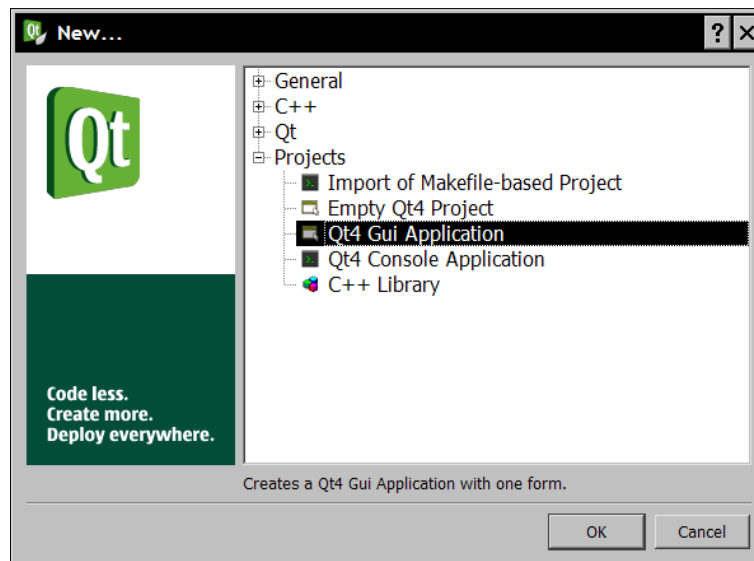 Qt New... ? X
Qt
General
C++
Qt
Projects
Import of Makefile-based Project
Empty Qt4 Project
Qt4 Gui Application
Qt4 Console Application
C++ Library
Code less.
Create more.
Deploy everywhere.
Creates a Qt4 Gui Application with one form.
OK Cancel